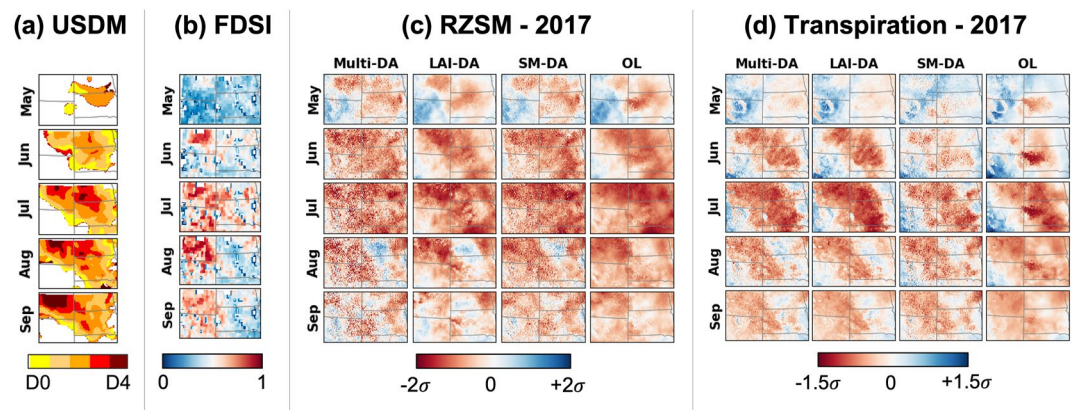 (a) USDM
(b) FDSI
(c) RZSM - 2017
(d) Transpiration - 2017
Multi-DA LAI-DA SM-DA OL
Multi-DA LAI-DA SM-DA OL
May
Jun
Jul
Aug
Sep
May
Jun
Jul
Aug
Sep
May
Jun
Jul
Aug
Sep
May
Jun
Jul
Aug
Sep
D0 D4
0 1
-2σ 0 +2σ
-1.5σ 0 +1.5σ